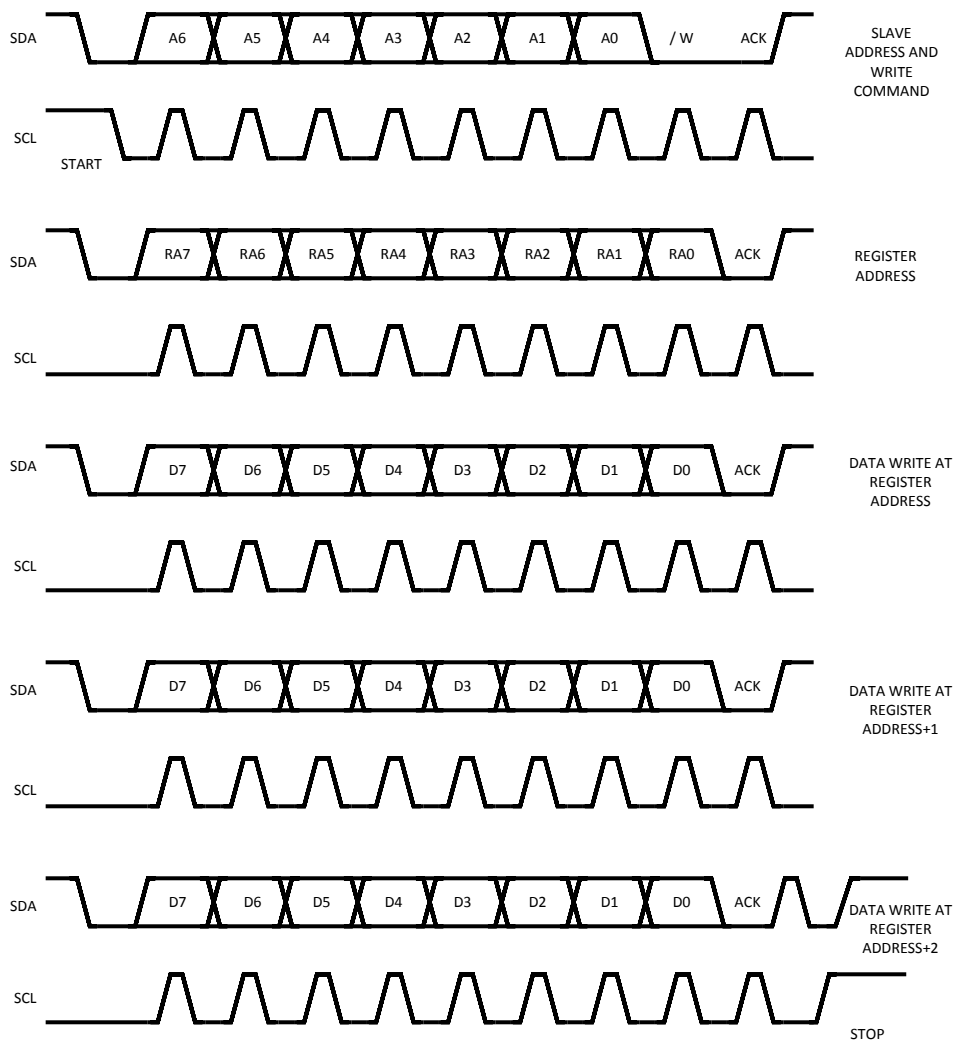 SDA
A6 A5 A4 A3 A2 A1 A0 / W ACK
SLAVE
ADDRESS AND
WRITE
COMMAND
SCL
START
SDA
RA7 RA6 RA5 RA4 RA3 RA2 RA1 RA0 ACK
REGISTER
ADDRESS
SCL
SDA
D7 D6 D5 D4 D3 D2 D1 D0 ACK
DATA WRITE AT
REGISTER
ADDRESS
SCL
SDA
D7 D6 D5 D4 D3 D2 D1 D0 ACK
DATA WRITE AT
REGISTER
ADDRESS+1
SCL
SDA
D7 D6 D5 D4 D3 D2 D1 D0 ACK
DATA WRITE AT
REGISTER
ADDRESS+2
SCL
STOP